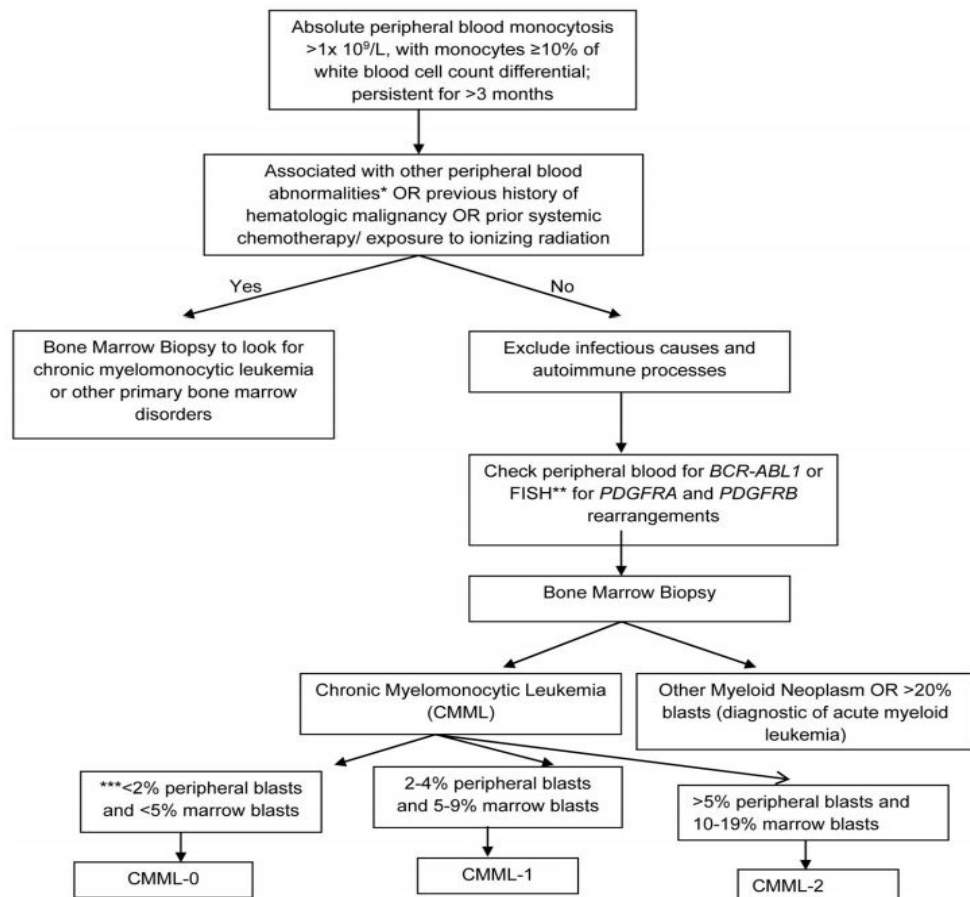 Absolute peripheral blood monocytosis
>1x 10⁹/L, with monocytes ≥10% of
white blood cell count differential;
persistent for >3 months
Associated with other peripheral blood
abnormalities* OR previous history of
hematologic malignancy OR prior systemic
chemotherapy/ exposure to ionizing radiation
Yes
No
Bone Marrow Biopsy to look for
chronic myelomonocytic leukemia
or other primary bone marrow
disorders
Exclude infectious causes and
autoimmune processes
Check peripheral blood for BCR-ABL1 or
FISH** for PDGFRA and PDGFRB
rearrangements
Bone Marrow Biopsy
Chronic Myelomonocytic Leukemia
(CMML)
Other Myeloid Neoplasm OR >20%
blasts (diagnostic of acute myeloid
leukemia)
***<2% peripheral blasts
and <5% marrow blasts
2-4% peripheral blasts
and 5-9% marrow blasts
>5% peripheral blasts and
10-19% marrow blasts
CMML-0
CMML-1
CMML-2